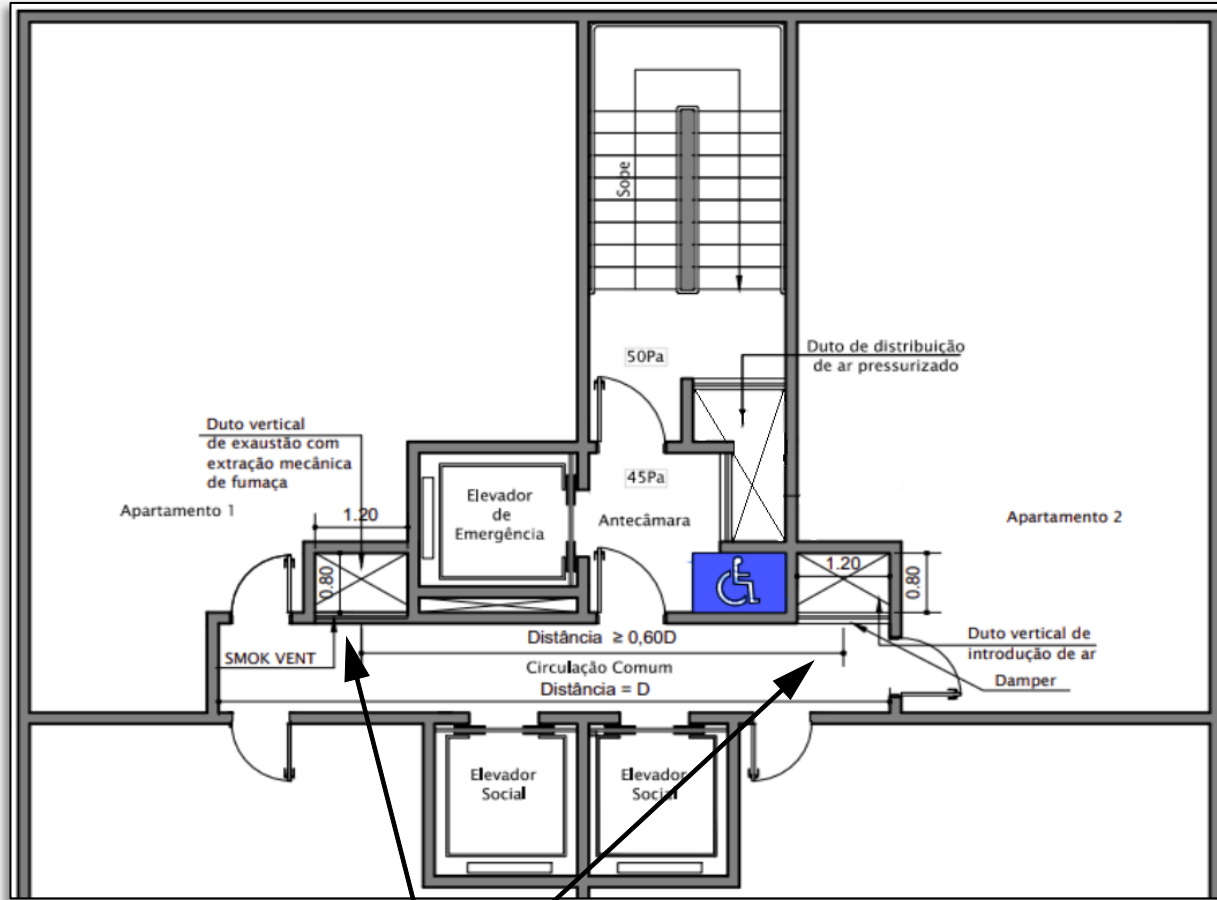 Sobe
50Pa
Duto de distribuição
de ar pressurizado
Duto vertical
de exaustão com
extração mecânica
de fumaça
45Pa
Elevador
de
Emergência
Antecâmara
Apartamento 1
Apartamento 2
1.20
0.80
1.20
0.80
SMOK VENT
Distância ≥ 0,60D
Circulação Comum
Distância = D
Duto vertical de
introdução de ar
Damper
Elevador
Social
Elevador
Social